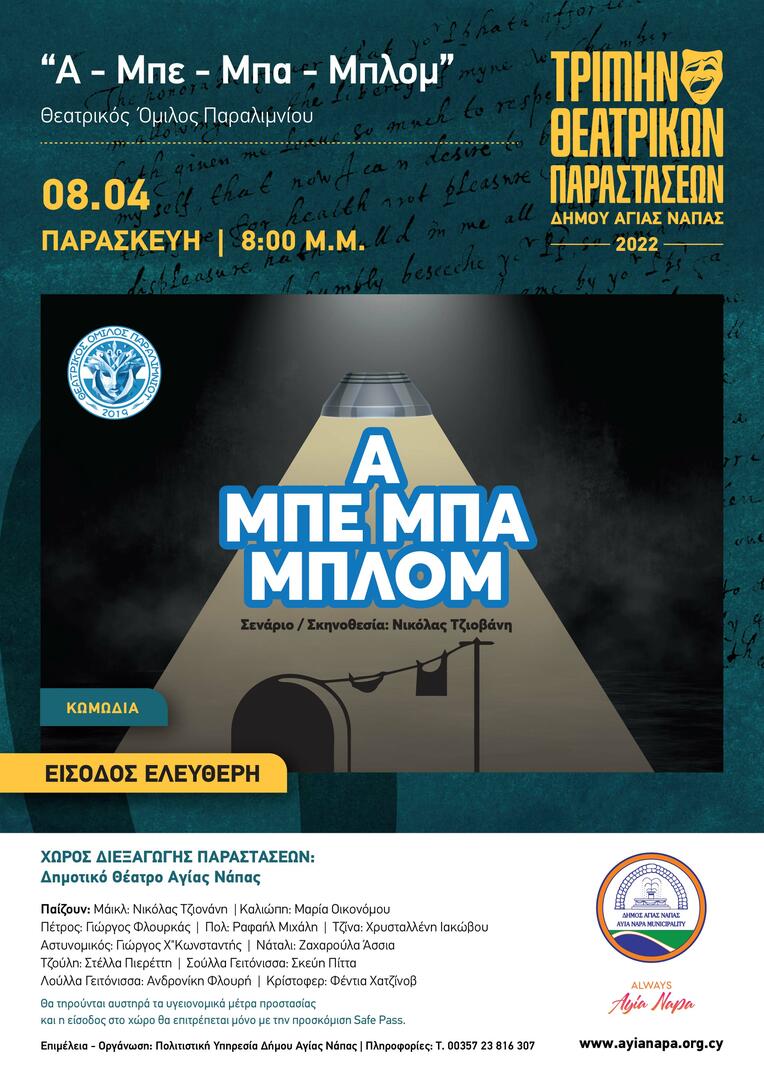 “Α - Μπε - Μπα - Μπλομ”
Θεατρικός Όμιλος Παραλιμνίου
08.04
ΠΑΡΑΣΚΕΥΗ | 8:00 Μ.Μ.
ΤΡΙΜΗΝΟ
ΘΕΑΤΡΙΚΩΝ
ΠΑΡΑΣΤΑΣΕΩΝ
ΔΗΜΟΥ ΑΓΙΑΣ ΝΑΠΑΣ
2022
ΘΕΑΤΡΙΚΟΣ ΟΜΙΛΟΣ ΠΑΡΑΛΙΜΝΙΟΥ
2019
Α
ΜΠΕ ΜΠΑ
ΜΠΛΟΜ
Σενάριο / Σκηνοθεσία: Νικόλας Τζιοβάνη
ΚΩΜΩΔΙΑ
ΕΙΣΟΔΟΣ ΕΛΕΥΘΕΡΗ
ΧΩΡΟΣ ΔΙΕΞΑΓΩΓΗΣ ΠΑΡΑΣΤΑΣΕΩΝ:
Δημοτικό Θέατρο Αγίας Νάπας
Παίζουν: Μάικλ: Νικόλας Τζιονάνη | Καλιώπη: Μαρία Οικονόμου
Πέτρος: Γιώργος Φλουρκάς | Πολ: Ραφαήλ Μιχάλη | Τζίνα: Χρυσταλλένη Ιακώβου
Αστυνομικός: Γιώργος Χ"Κωνσταντής | Νάταλι: Ζαχαρούλα Άσσια
Τζούλη: Στέλλα Πιερέττη | Σούλλα Γειτόνισσα: Σκεύη Πίττα
Λούλλα Γειτόνισσα: Ανδρονίκη Φλουρή | Κρίστοφερ: Φέντια Χατζίνοβ
Θα τηρούνται αυστηρά τα υγειονομικά μέτρα προστασίας
και η είσοδος στο χώρο θα επιτρέπεται μόνο με την προσκόμιση Safe Pass.
Επιμέλεια - Οργάνωση: Πολιτιστική Υπηρεσία Δήμου Αγίας Νάπας | Πληροφορίες: Τ. 00357 23 816 307
ΔΗΜΟΣ ΑΓΙΑΣ ΝΑΠΑΣ
AYIA NAPA MUNICIPALITY
ALWAYS
Αγία Napa
www.ayianapa.org.cy